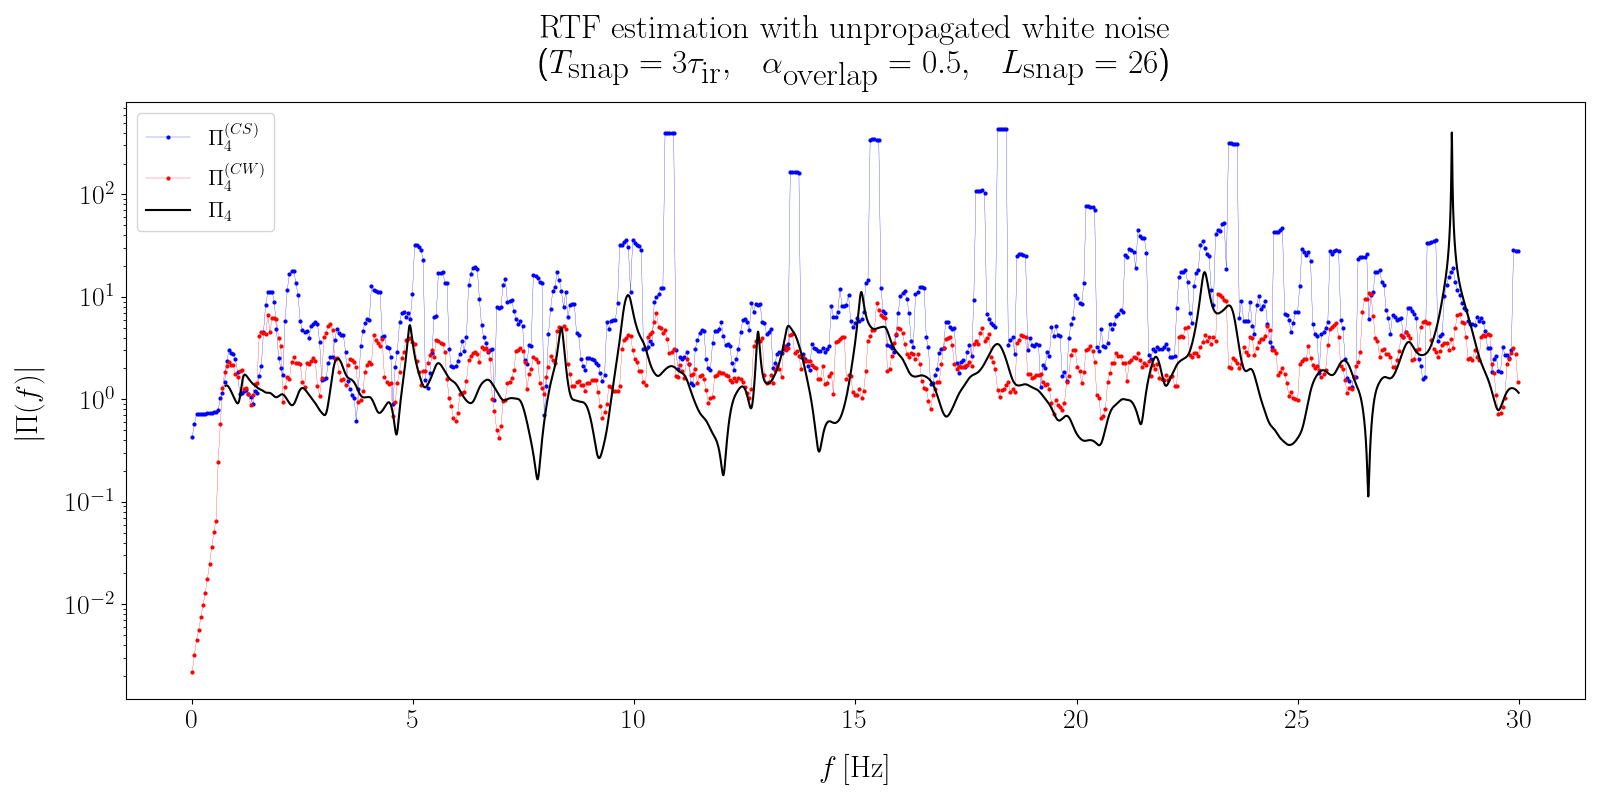 RTF estimation with unpropagated white noise
(T_snap = 3τ_ir, α_overlap = 0.5, L_snap = 26)
Π_4^(CS)
Π_4^(CW)
Π_4
|Π(f)|
10^2
10^1
10^0
10^−1
10^−2
0 5 10 15 20 25 30
f [Hz]